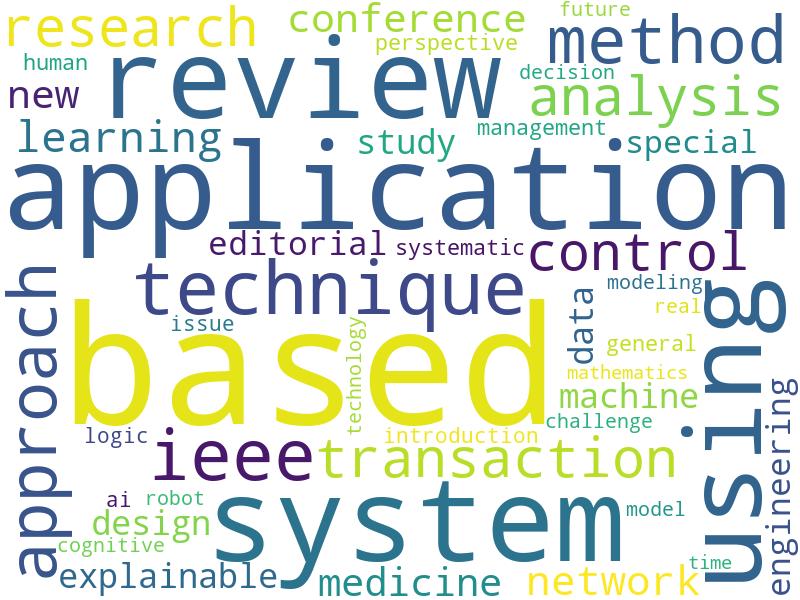 future
research
conference
method
perspective
human
review
decision
new
analysis
learning
study
management
special
application
editorial
systematic
control
technique
approach
data
modeling
using
real
issue
technology
general
based
mathematics
machine
engineering
challenge
logic
introduction
ieee
transaction
ai
robot
system
model
design
cognitive
time
explainable
medicine
network